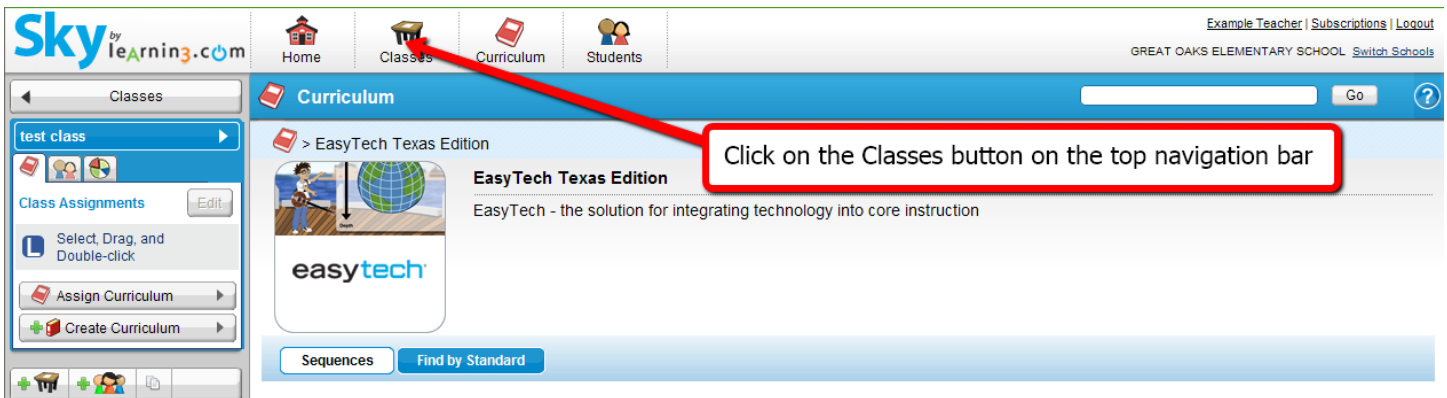 Sky by learning.com
Home
Classes
Curriculum
Students
Example Teacher | Subscriptions | Logout
GREAT OAKS ELEMENTARY SCHOOL Switch Schools
Classes
Curriculum
Go
?
test class
> EasyTech Texas Edition
Click on the Classes button on the top navigation bar
Class Assignments
Edit
L
Select, Drag, and
Double-click
Assign Curriculum
Create Curriculum
Depth
easytech
EasyTech Texas Edition
EasyTech - the solution for integrating technology into core instruction
Sequences
Find by Standard